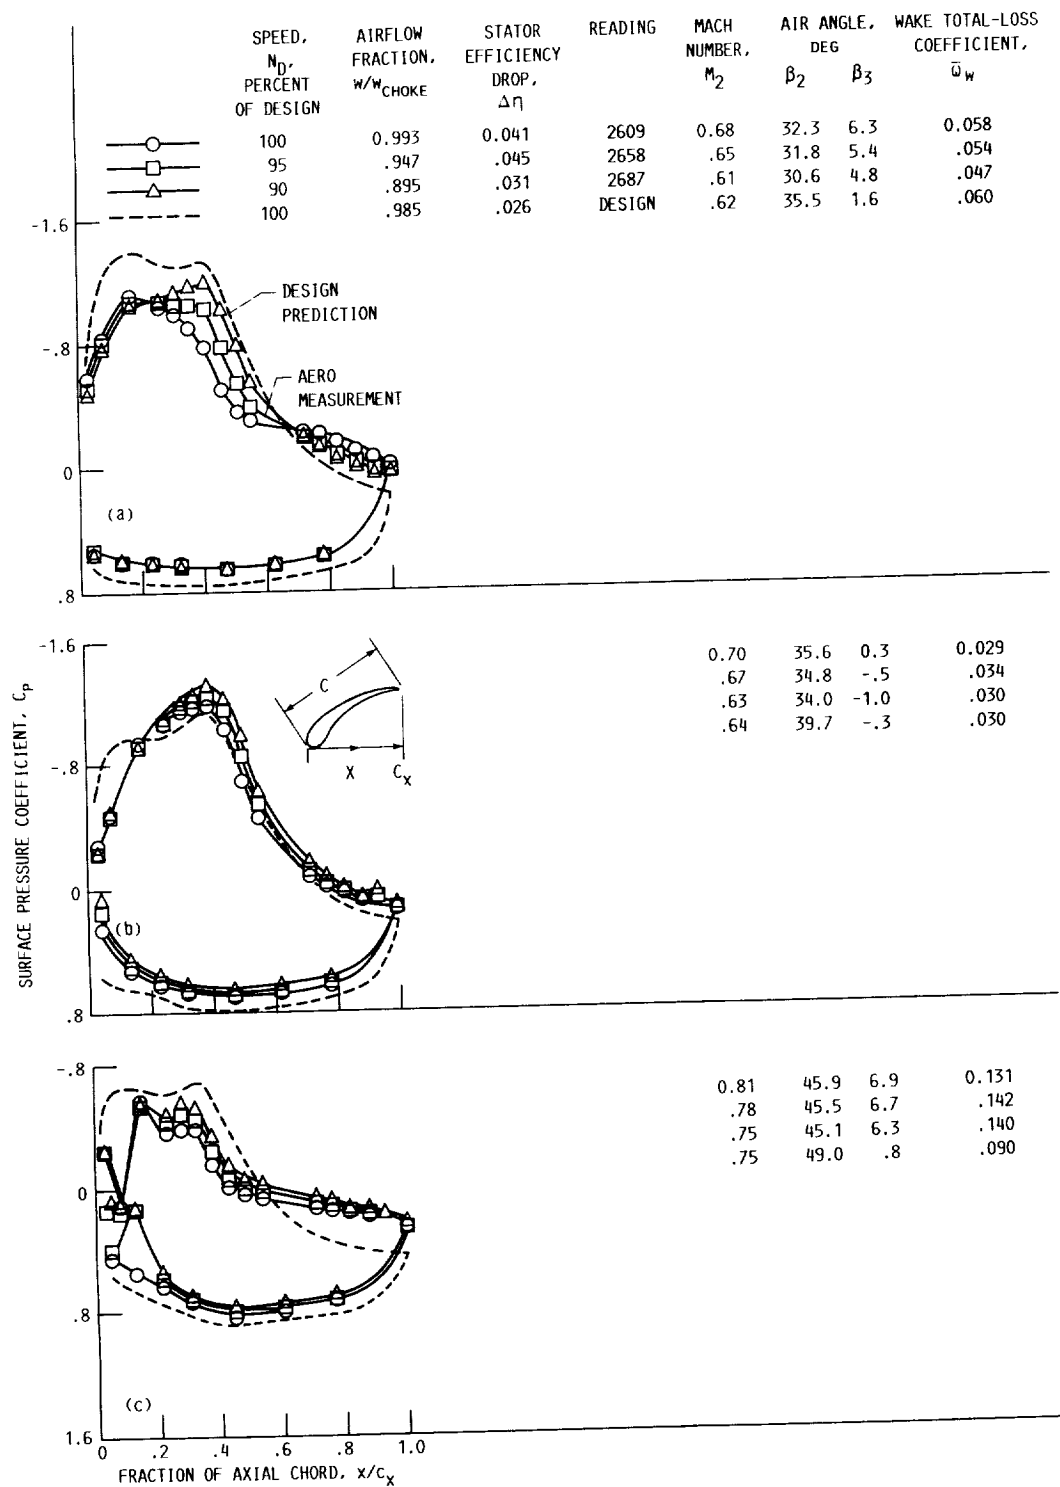 SPEED, AIRFLOW STATOR READING MACH AIR ANGLE, WAKE TOTAL-LOSS
N_D, FRACTION, EFFICIENCY NUMBER, DEG COEFFICIENT,
PERCENT w/w_CHOKE DROP, M_2 β_2 β_3 ω̄_w
OF DESIGN Δη
100 0.993 0.041 2609 0.68 32.3 6.3 0.058
95 .947 .045 2658 .65 31.8 5.4 .054
90 .895 .031 2687 .61 30.6 4.8 .047
100 .985 .026 DESIGN .62 35.5 1.6 .060
-1.6
DESIGN
PREDICTION
-.8
AERO
MEASUREMENT
0
(a)
.8
SURFACE PRESSURE COEFFICIENT, C_p
-1.6
0.70 35.6 0.3 0.029
.67 34.8 -.5 .034
.63 34.0 -1.0 .030
.64 39.7 -.3 .030
C
X C_x
-.8
0
(b)
.8
-.8
0.81 45.9 6.9 0.131
.78 45.5 6.7 .142
.75 45.1 6.3 .140
.75 49.0 .8 .090
0
.8
(c)
1.6
0 .2 .4 .6 .8 1.0
FRACTION OF AXIAL CHORD, x/c_x